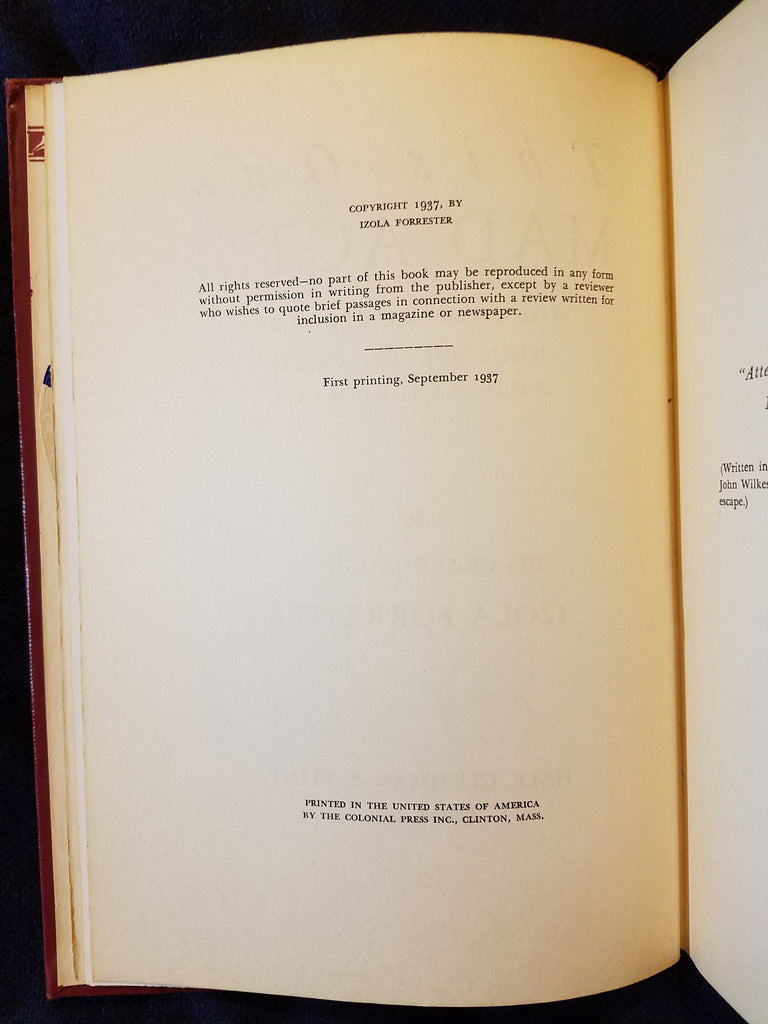 COPYRIGHT 1937, BY
IZOLA FORRESTER
All rights reserved—no part of this book may be reproduced in any form
without permission in writing from the publisher, except by a reviewer
who wishes to quote brief passages in connection with a review written for
inclusion in a magazine or newspaper.
First printing, September 1937
PRINTED IN THE UNITED STATES OF AMERICA
BY THE COLONIAL PRESS INC., CLINTON, MASS.
"Atte
(Written in
John Wilkes
escape.)